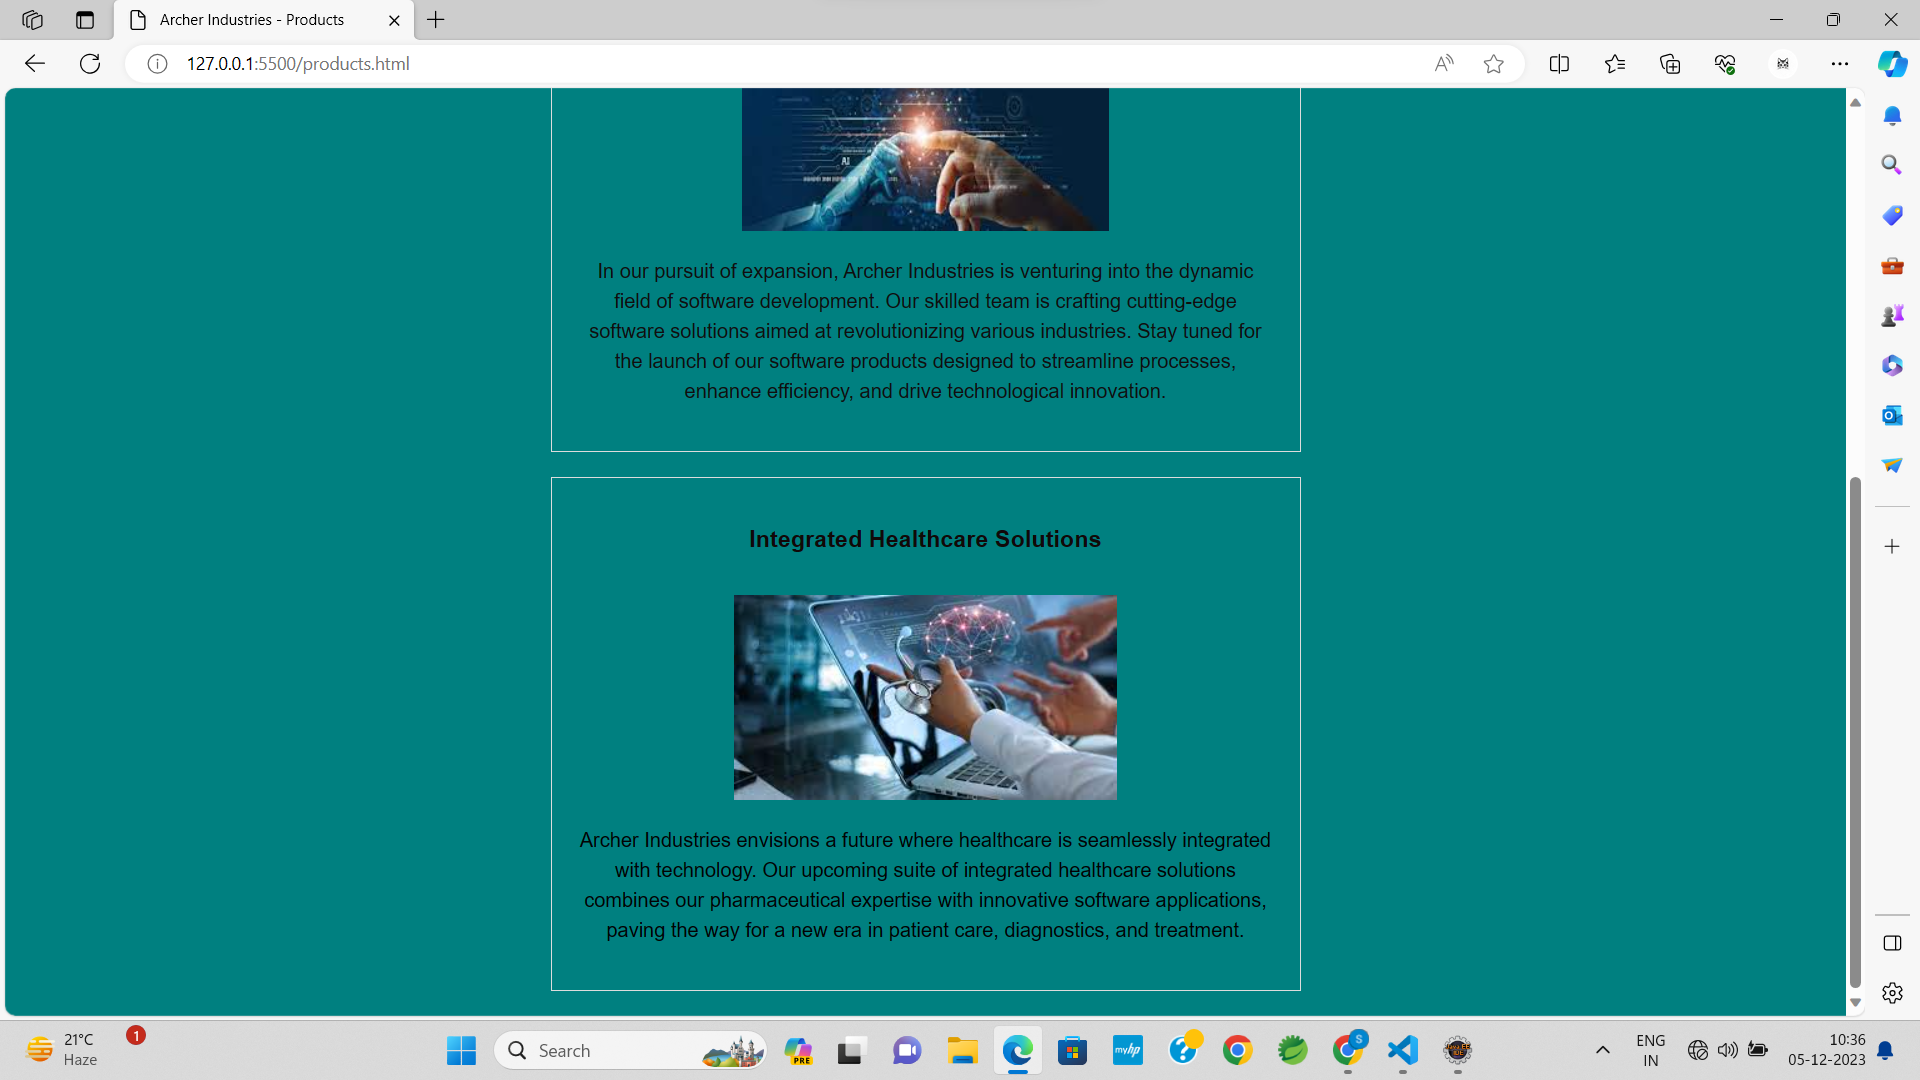 Archer Industries - Products
127.0.0.1:5500/products.html
AI
In our pursuit of expansion, Archer Industries is venturing into the dynamic
field of software development. Our skilled team is crafting cutting-edge
software solutions aimed at revolutionizing various industries. Stay tuned for
the launch of our software products designed to streamline processes,
enhance efficiency, and drive technological innovation.
Integrated Healthcare Solutions
Archer Industries envisions a future where healthcare is seamlessly integrated
with technology. Our upcoming suite of integrated healthcare solutions
combines our pharmaceutical expertise with innovative software applications,
paving the way for a new era in patient care, diagnostics, and treatment.
21°C
Haze
1
Search
PRE
myhp
S
ENG
IN
10:36
05-12-2023